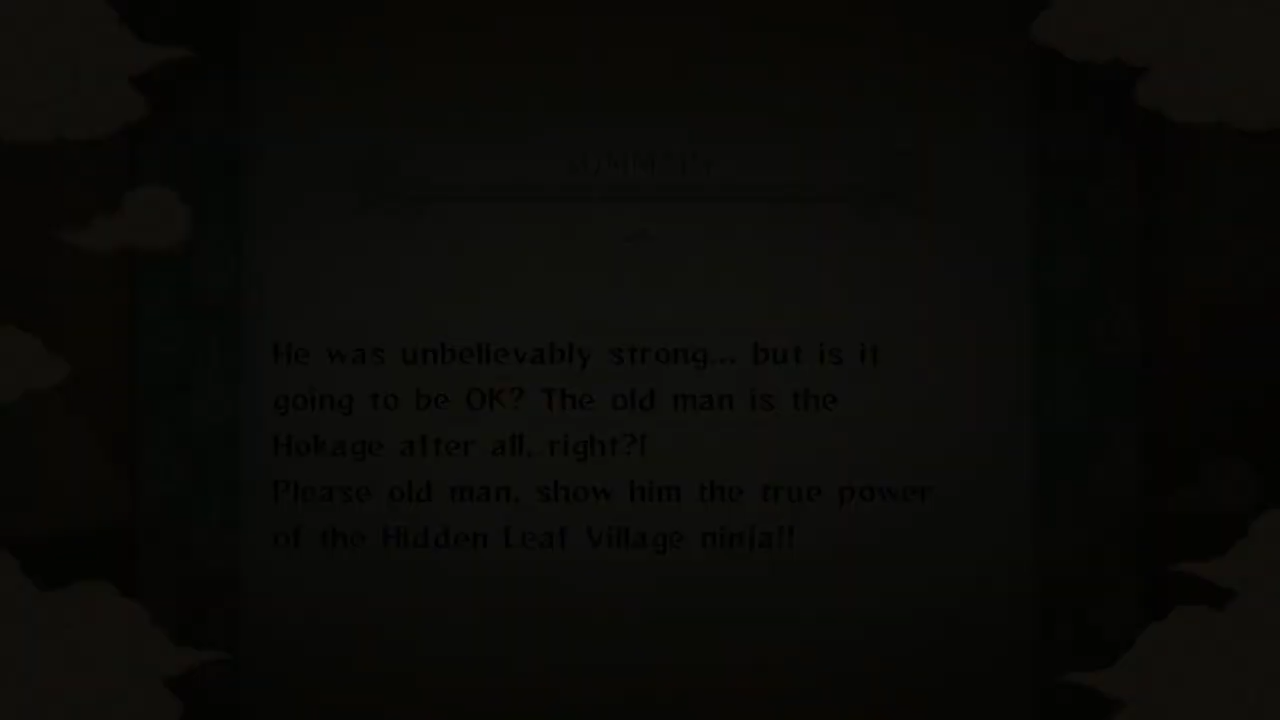 He was unbelievably strong... but is it
going to be OK? The old man is the
Hokage after all, right?!
Please old man, show him the true power
of the Hidden Leaf Village ninja!!